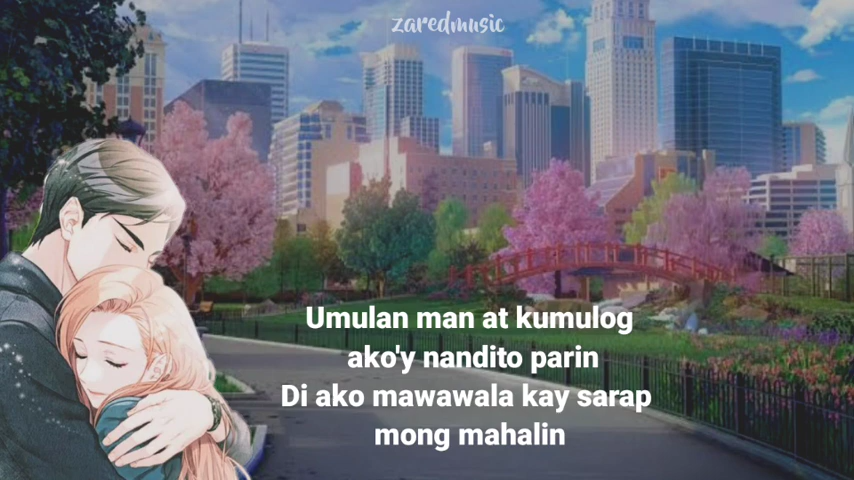 zaredmusic
Umulan man at kumulog
ako'y nandito parin
Di ako mawawala kay sarap
mong mahalin